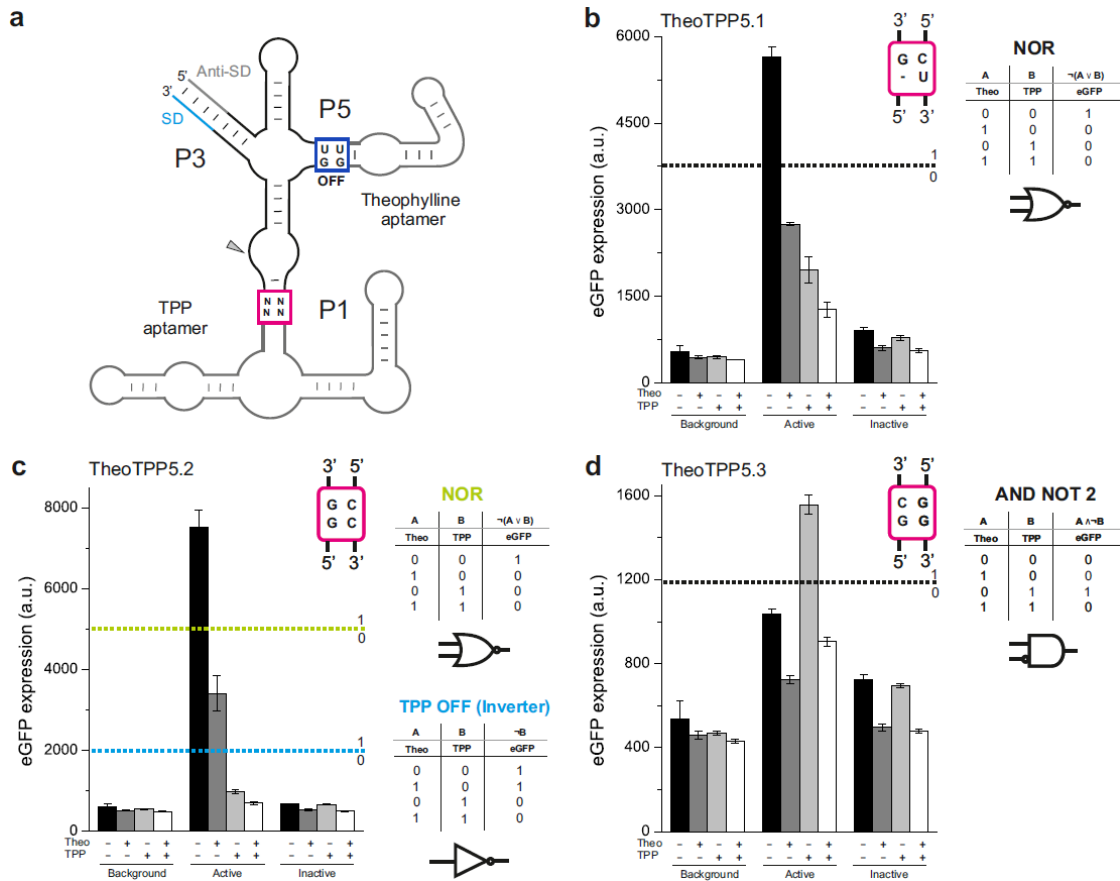 a
5'
Anti-SD
3'
SD
P3
P5
U U
G G
OFF
Theophylline
aptamer
TPP
aptamer
N N
N N
P1
b
TheoTPP5.1
eGFP expression (a.u.)
6000
4500
3000
1500
0
1
0
3' 5'
G C
- U
5' 3'
Theo - + - + - + - + - + - +
TPP - - + + - - + + - - + +
Background Active Inactive
NOR
A B ¬(A ∨ B)
Theo TPP eGFP
0 0 1
1 0 0
0 1 0
1 1 0
c
TheoTPP5.2
eGFP expression (a.u.)
8000
6000
4000
2000
0
1
0
1
0
3' 5'
G C
G C
5' 3'
Theo - + - + - + - + - + - +
TPP - - + + - - + + - - + +
Background Active Inactive
NOR
A B ¬(A ∨ B)
Theo TPP eGFP
0 0 1
1 0 0
0 1 0
1 1 0
TPP OFF (Inverter)
A B ¬B
Theo TPP eGFP
0 0 1
1 0 1
0 1 0
1 1 0
d
TheoTPP5.3
eGFP expression (a.u.)
1600
1200
800
400
0
1
0
3' 5'
C G
G G
5' 3'
Theo - + - + - + - + - + - +
TPP - - + + - - + + - - + +
Background Active Inactive
AND NOT 2
A B A ∧¬B
Theo TPP eGFP
0 0 0
1 0 0
0 1 1
1 1 0